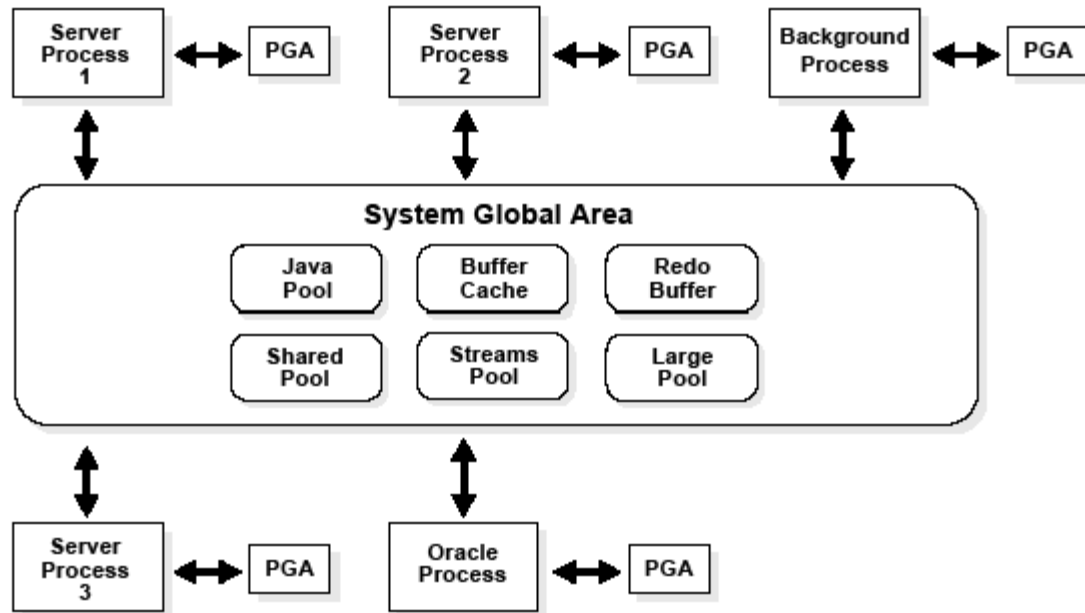 Server
Process
1
PGA
Server
Process
2
PGA
Background
Process
PGA
System Global Area
Java
Pool
Buffer
Cache
Redo
Buffer
Shared
Pool
Streams
Pool
Large
Pool
Server
Process
3
PGA
Oracle
Process
PGA